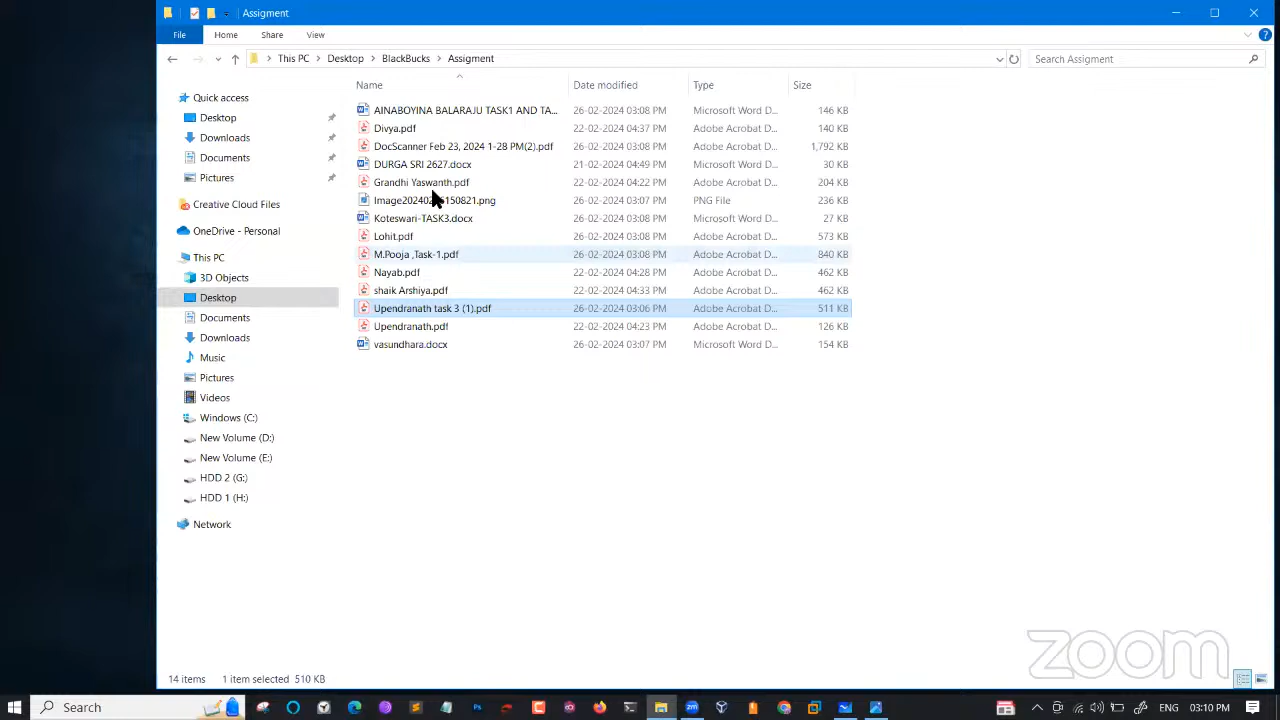 Assigment
File Home Share View
This PC Desktop BlackBucks Assigment Search Assigment
Name Date modified Type Size
Quick access
Desktop
Downloads
Documents
Pictures
Creative Cloud Files
OneDrive - Personal
This PC
3D Objects
Desktop
Documents
Downloads
Music
Pictures
Videos
Windows (C:)
New Volume (D:)
New Volume (E:)
HDD 2 (G:)
HDD 1 (H:)
Network
AINABOYINA BALARAJU TASK1 AND TA... 26-02-2024 03:08 PM Microsoft Word D... 146 KB
Divya.pdf 22-02-2024 04:37 PM Adobe Acrobat D... 140 KB
DocScanner Feb 23, 2024 1-28 PM(2).pdf 26-02-2024 03:08 PM Adobe Acrobat D... 1,792 KB
DURGA SRI 2627.docx 21-02-2024 04:49 PM Microsoft Word D... 30 KB
Grandhi Yaswanth.pdf 22-02-2024 04:22 PM Adobe Acrobat D... 204 KB
26-02-2024 03:07 PM PNG File 236 KB
Koteswari-TASK3.docx 26-02-2024 03:08 PM Microsoft Word D... 27 KB
Lohit.pdf 26-02-2024 03:08 PM Adobe Acrobat D... 573 KB
M.Pooja ,Task-1.pdf 26-02-2024 03:08 PM Adobe Acrobat D... 840 KB
Nayab.pdf 22-02-2024 04:28 PM Adobe Acrobat D... 462 KB
shaik Arshiya.pdf 22-02-2024 04:33 PM Adobe Acrobat D... 462 KB
Upendranath task 3 (1).pdf 26-02-2024 03:06 PM Adobe Acrobat D... 511 KB
Upendranath.pdf 22-02-2024 04:23 PM Adobe Acrobat D... 126 KB
vasundhara.docx 26-02-2024 03:07 PM Microsoft Word D... 154 KB
zoom
14 items 1 item selected 510 KB
Search ENG 03:10 PM